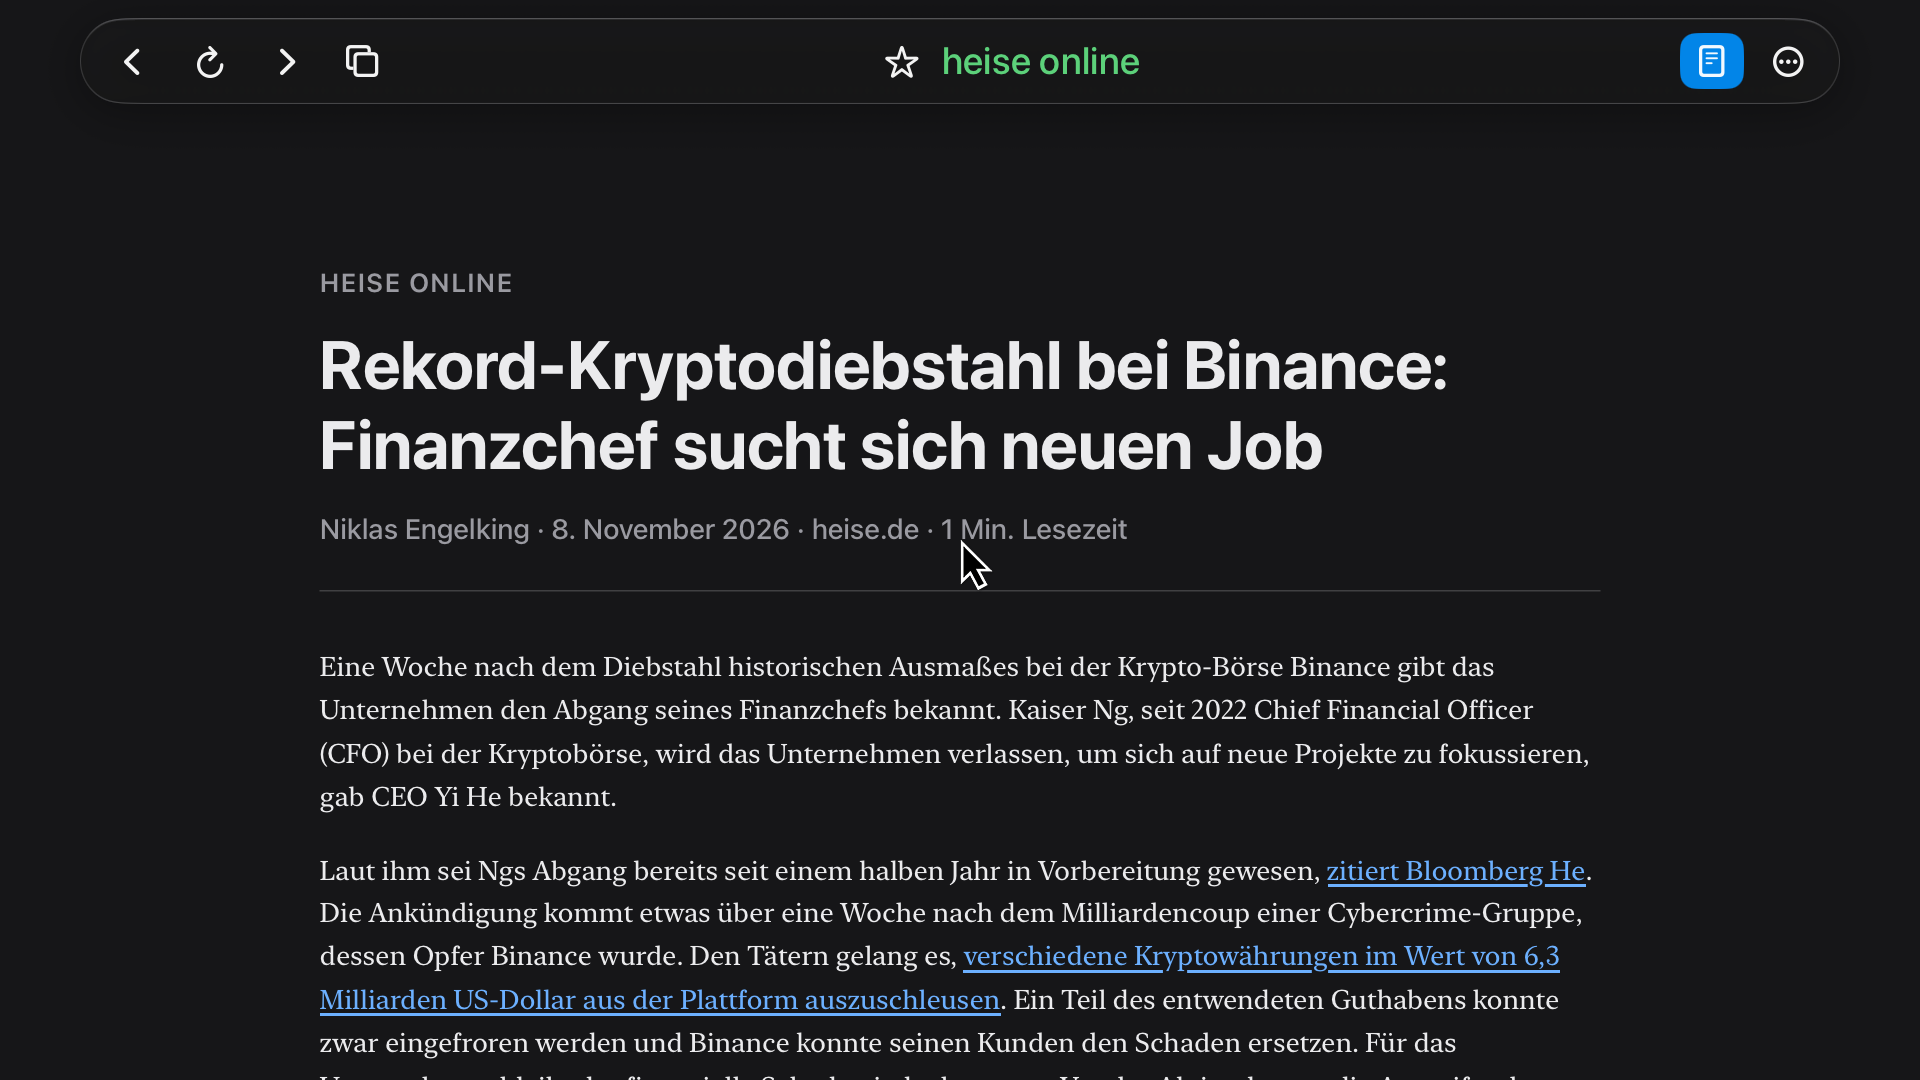 heise online
HEISE ONLINE
Rekord-Kryptodiebstahl bei Binance:
Finanzchef sucht sich neuen Job
Niklas Engelking · 8. November 2026 · heise.de · 1 Min. Lesezeit
Eine Woche nach dem Diebstahl historischen Ausmaßes bei der Krypto-Börse Binance gibt das
Unternehmen den Abgang seines Finanzchefs bekannt. Kaiser Ng, seit 2022 Chief Financial Officer
(CFO) bei der Kryptobörse, wird das Unternehmen verlassen, um sich auf neue Projekte zu fokussieren,
gab CEO Yi He bekannt.
Laut ihm sei Ngs Abgang bereits seit einem halben Jahr in Vorbereitung gewesen, zitiert Bloomberg He.
Die Ankündigung kommt etwas über eine Woche nach dem Milliardencoup einer Cybercrime-Gruppe,
dessen Opfer Binance wurde. Den Tätern gelang es, verschiedene Kryptowährungen im Wert von 6,3
Milliarden US-Dollar aus der Plattform auszuschleusen. Ein Teil des entwendeten Guthabens konnte
zwar eingefroren werden und Binance konnte seinen Kunden den Schaden ersetzen. Für das